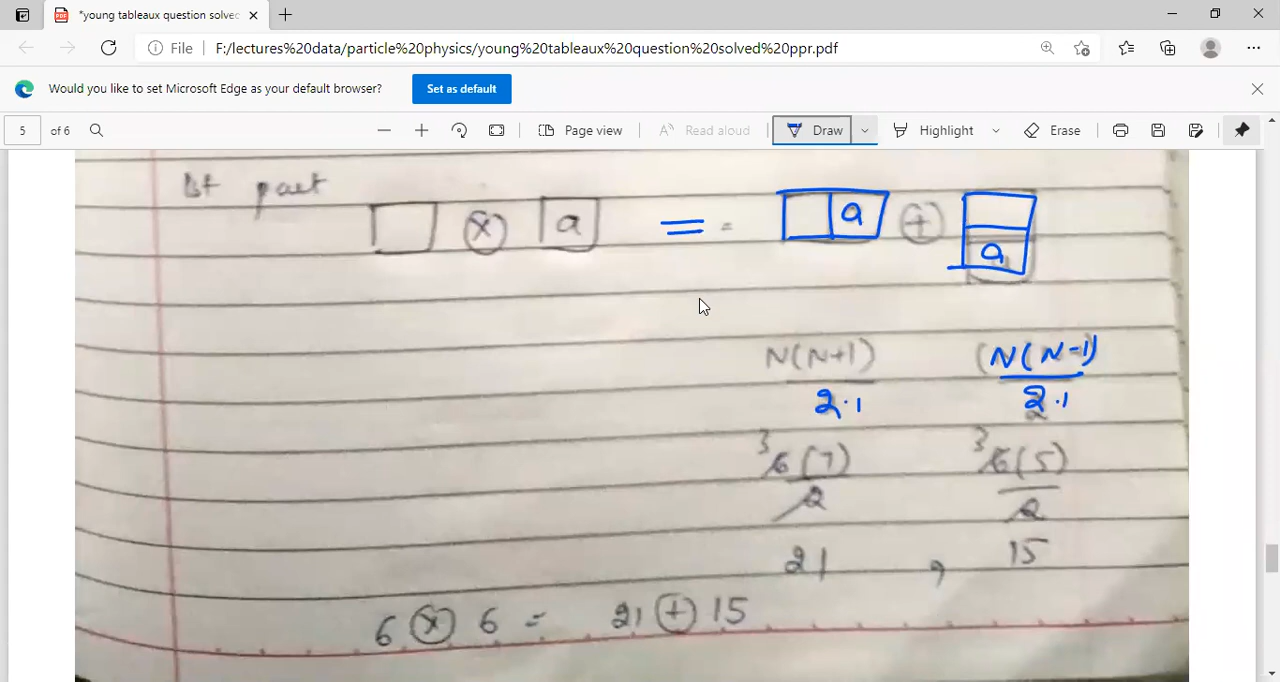 *young tableaux question solved
File F:/lectures%20data/particle%20physics/young%20tableaux%20question%20solved%20ppr.pdf
Would you like to set Microsoft Edge as your default browser? Set as default
5 of 6 Page view Read aloud Draw Highlight Erase
Ist part
⊗ a = = a ⊕ a
N(N+1) (N(N-1)
2·1 2·1
3 6(7) 3 6(5)
2 2
21 , 15
6 ⊗ 6 = 21 ⊕ 15